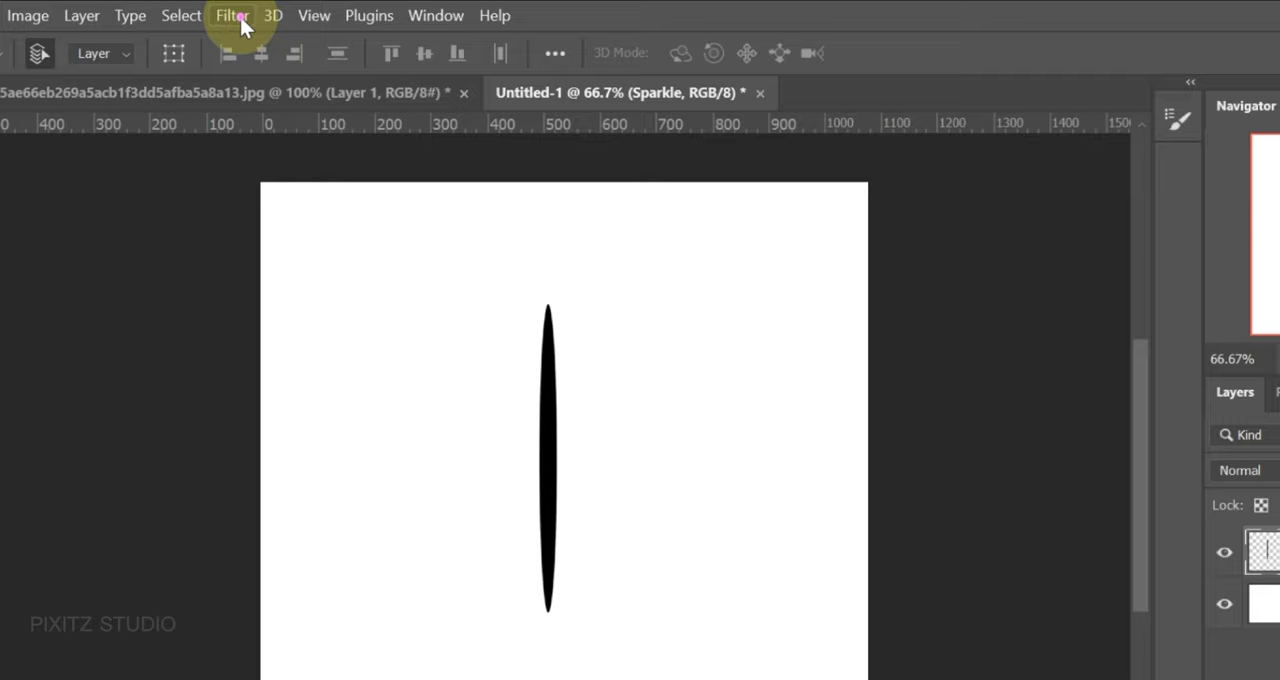 Image Layer Type Select Filter 3D View Plugins Window Help
Layer 3D Mode:
5ae66eb269a5acb1f3dd5afba5a8a13.jpg @ 100% (Layer 1, RGB/8#) * × Untitled-1 @ 66.7% (Sparkle, RGB/8) * ×
0 400 300 200 100 0 100 200 300 400 500 600 700 800 900 1000 1100 1200 1300 1400
Navigator
66.67%
Layers
Kind
Normal
Lock:
PIXITZ STUDIO